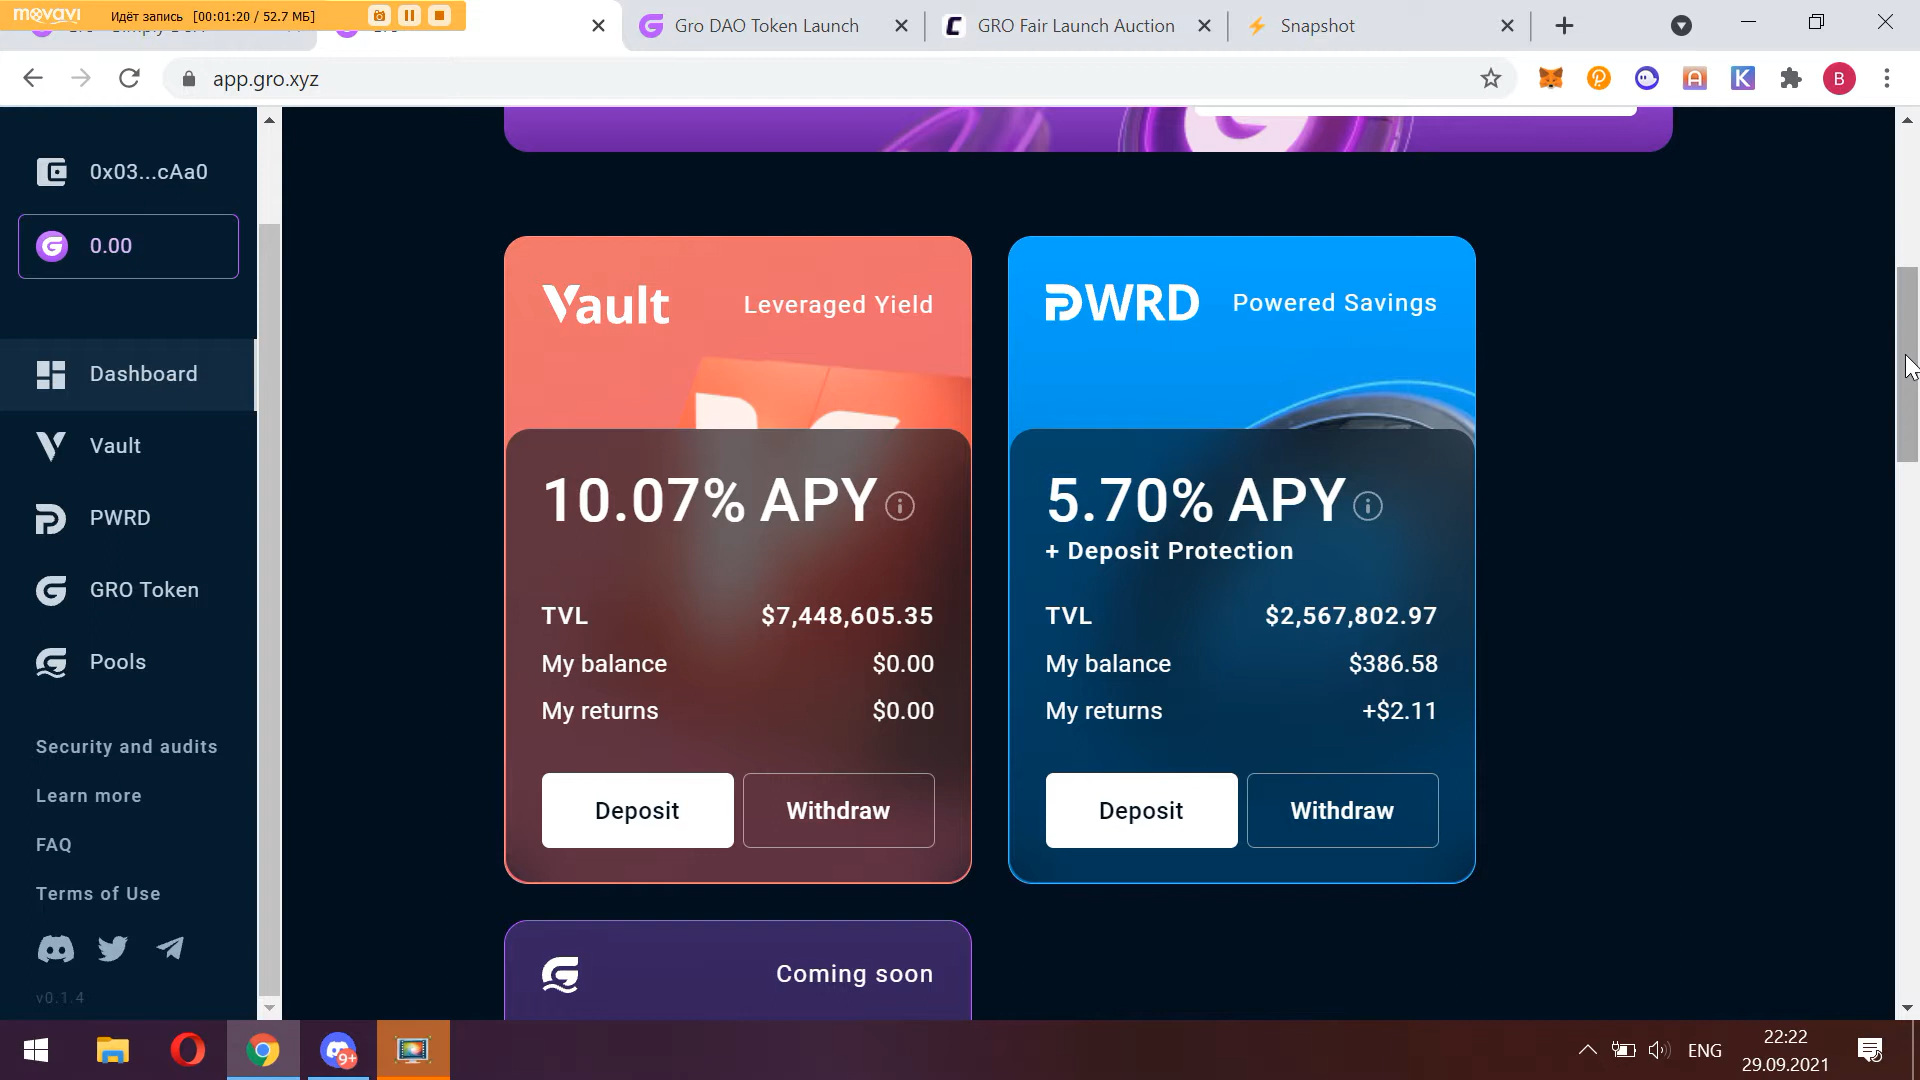 movavi Идёт запись [00:01:20 / 52.7 МБ]
Gro DAO Token Launch
GRO Fair Launch Auction
Snapshot
app.gro.xyz
B
0x03...cAa0
0.00
Dashboard
Vault
PWRD
GRO Token
Pools
Security and audits
Learn more
FAQ
Terms of Use
v0.1.4
Vault Leveraged Yield
10.07% APY
TVL $7,448,605.35
My balance $0.00
My returns $0.00
Deposit Withdraw
PWRD Powered Savings
5.70% APY
+ Deposit Protection
TVL $2,567,802.97
My balance $386.58
My returns +$2.11
Deposit Withdraw
Coming soon
9+
ENG
22:22
29.09.2021